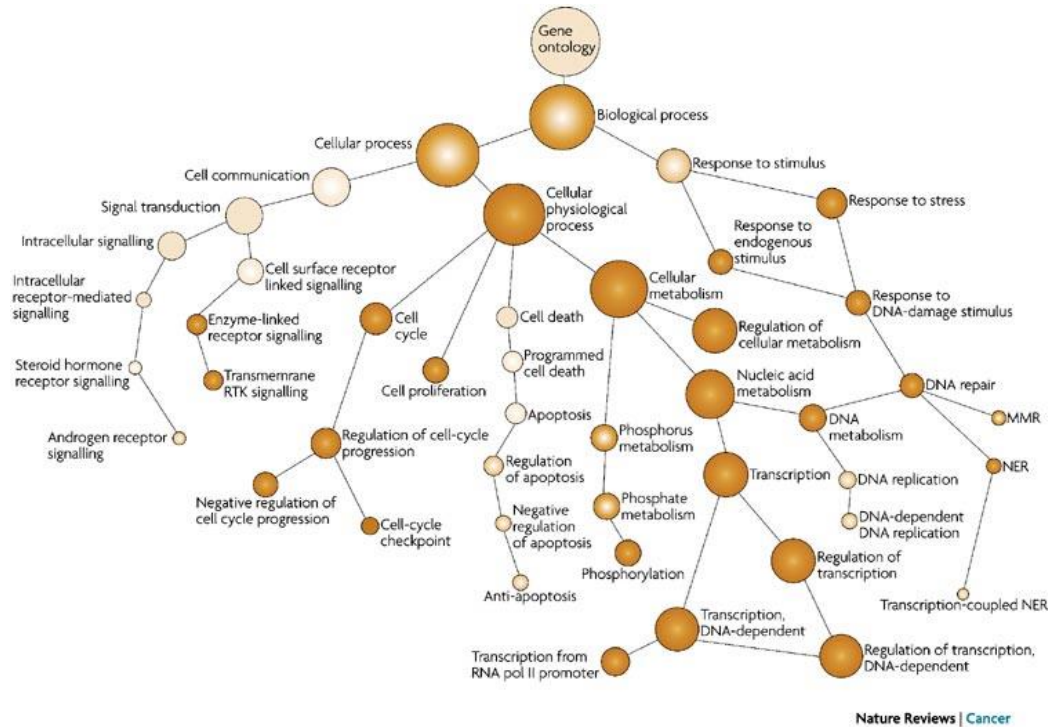 Gene
ontology
Biological process
Cellular process
Response to stimulus
Cell communication
Cellular
physiological
process
Response to stress
Signal transduction
Response to
endogenous
stimulus
Intracellular signalling
Cell surface receptor
linked signalling
Cellular
metabolism
Intracellular
receptor-mediated
signalling
Response to
DNA-damage stimulus
Enzyme-linked
receptor signalling
Cell
cycle
Cell death
Regulation of
cellular metabolism
Steroid hormone
receptor signalling
Transmemrane
RTK signalling
Cell proliferation
Programmed
cell death
Nucleic acid
metabolism
DNA repair
Androgen receptor
signalling
Regulation of cell-cycle
progression
Apoptosis
Phosphorus
metabolism
DNA
metabolism
MMR
Negative regulation of
cell cycle progression
Regulation
of apoptosis
Transcription
DNA replication
NER
Cell-cycle
checkpoint
Negative
regulation
of apoptosis
Phosphate
metabolism
DNA-dependent
DNA replication
Anti-apoptosis
Phosphorylation
Regulation of
transcription
Transcription-coupled NER
Transcription,
DNA-dependent
Transcription from
RNA pol II promoter
Regulation of transcription,
DNA-dependent
Nature Reviews | Cancer